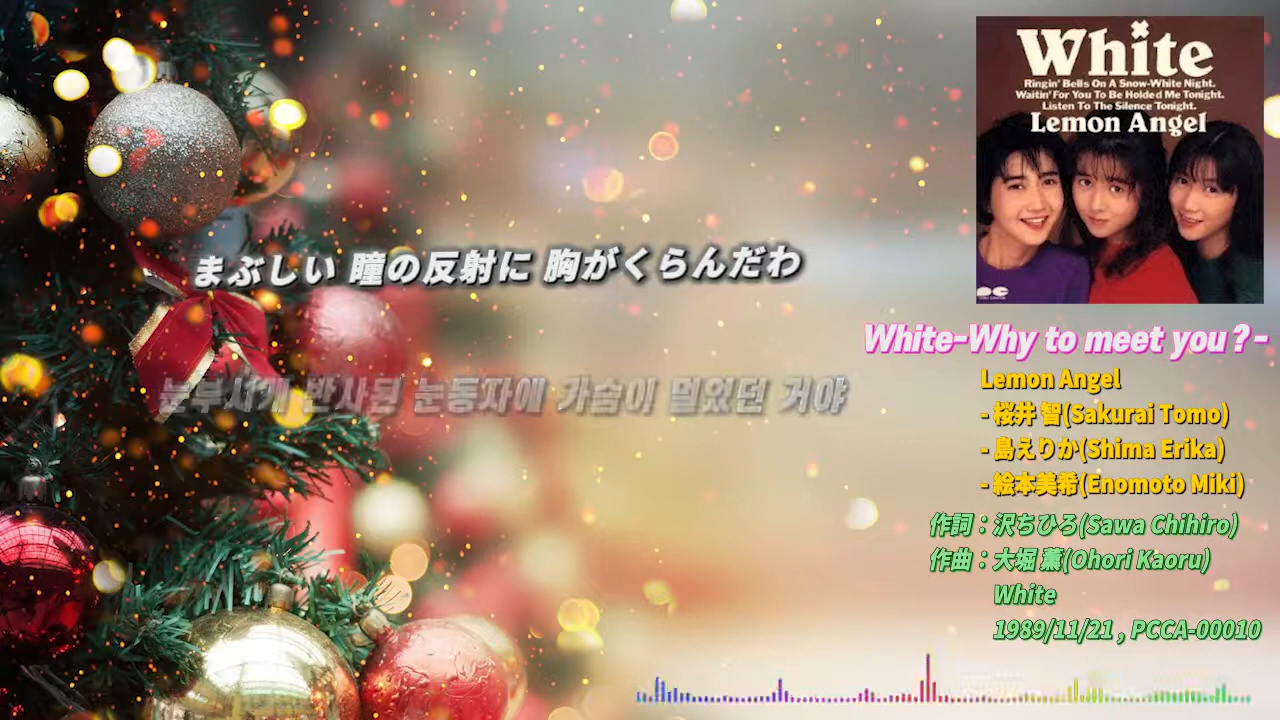 まぶしい 瞳の反射に 胸がくらんだわ
눈부시게 반사된 눈동자에 가슴이 멀었던 거야
White
Ringin' Bells On A Snow-White Night.
Waitin' For You To Be Holded Me Tonight.
Listen To The Silence Tonight.
Lemon Angel
White-Why to meet you?-
Lemon Angel
- 桜井 智(Sakurai Tomo)
- 島えりか(Shima Erika)
- 絵本美希(Enomoto Miki)
作詞：沢ちひろ(Sawa Chihiro)
作曲：大堀 薫(Ohori Kaoru)
White
1989/11/21 , PCCA-00010